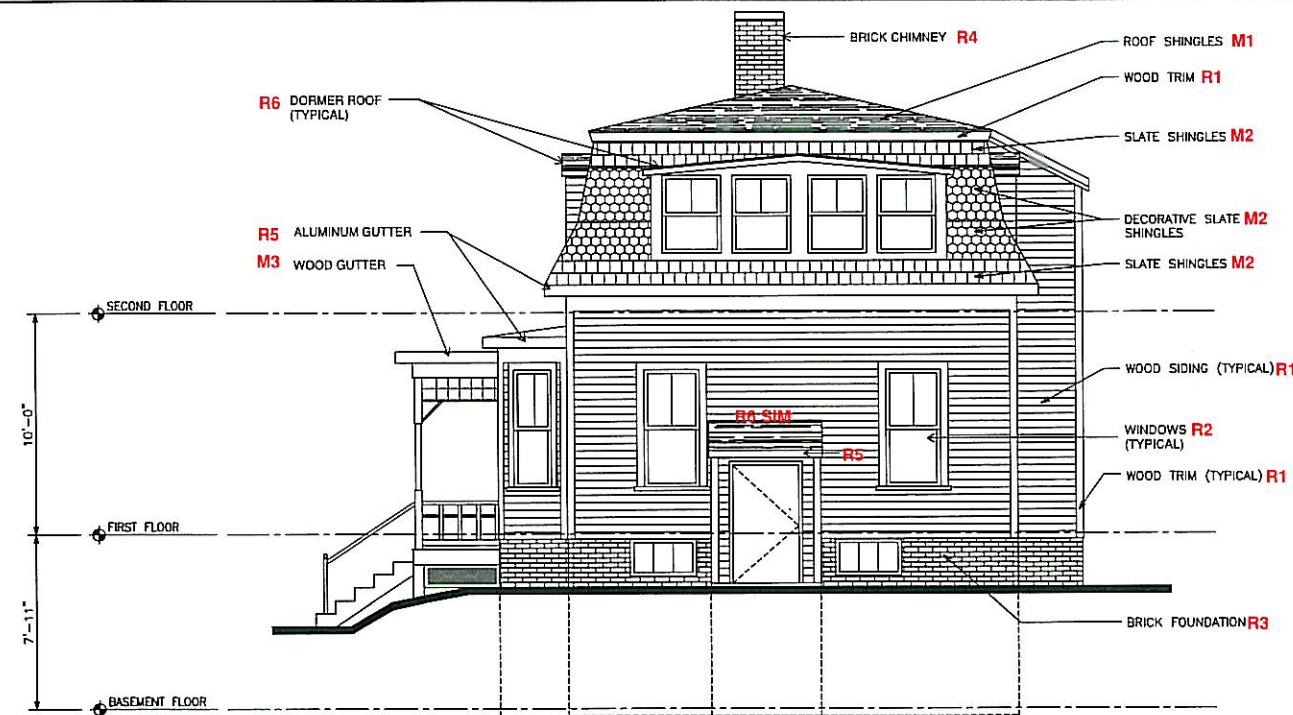 BRICK CHIMNEY R4
ROOF SHINGLES M1
WOOD TRIM R1
R6 DORMER ROOF
(TYPICAL)
SLATE SHINGLES M2
DECORATIVE SLATE M2
SHINGLES
R5 ALUMINUM GUTTER
M3 WOOD GUTTER
SLATE SHINGLES M2
SECOND FLOOR
WOOD SIDING (TYPICAL) R1
10'-0"
R6 SIM
WINDOWS R2
(TYPICAL)
R5
WOOD TRIM (TYPICAL) R1
FIRST FLOOR
7'-11"
BRICK FOUNDATION R3
BASEMENT FLOOR